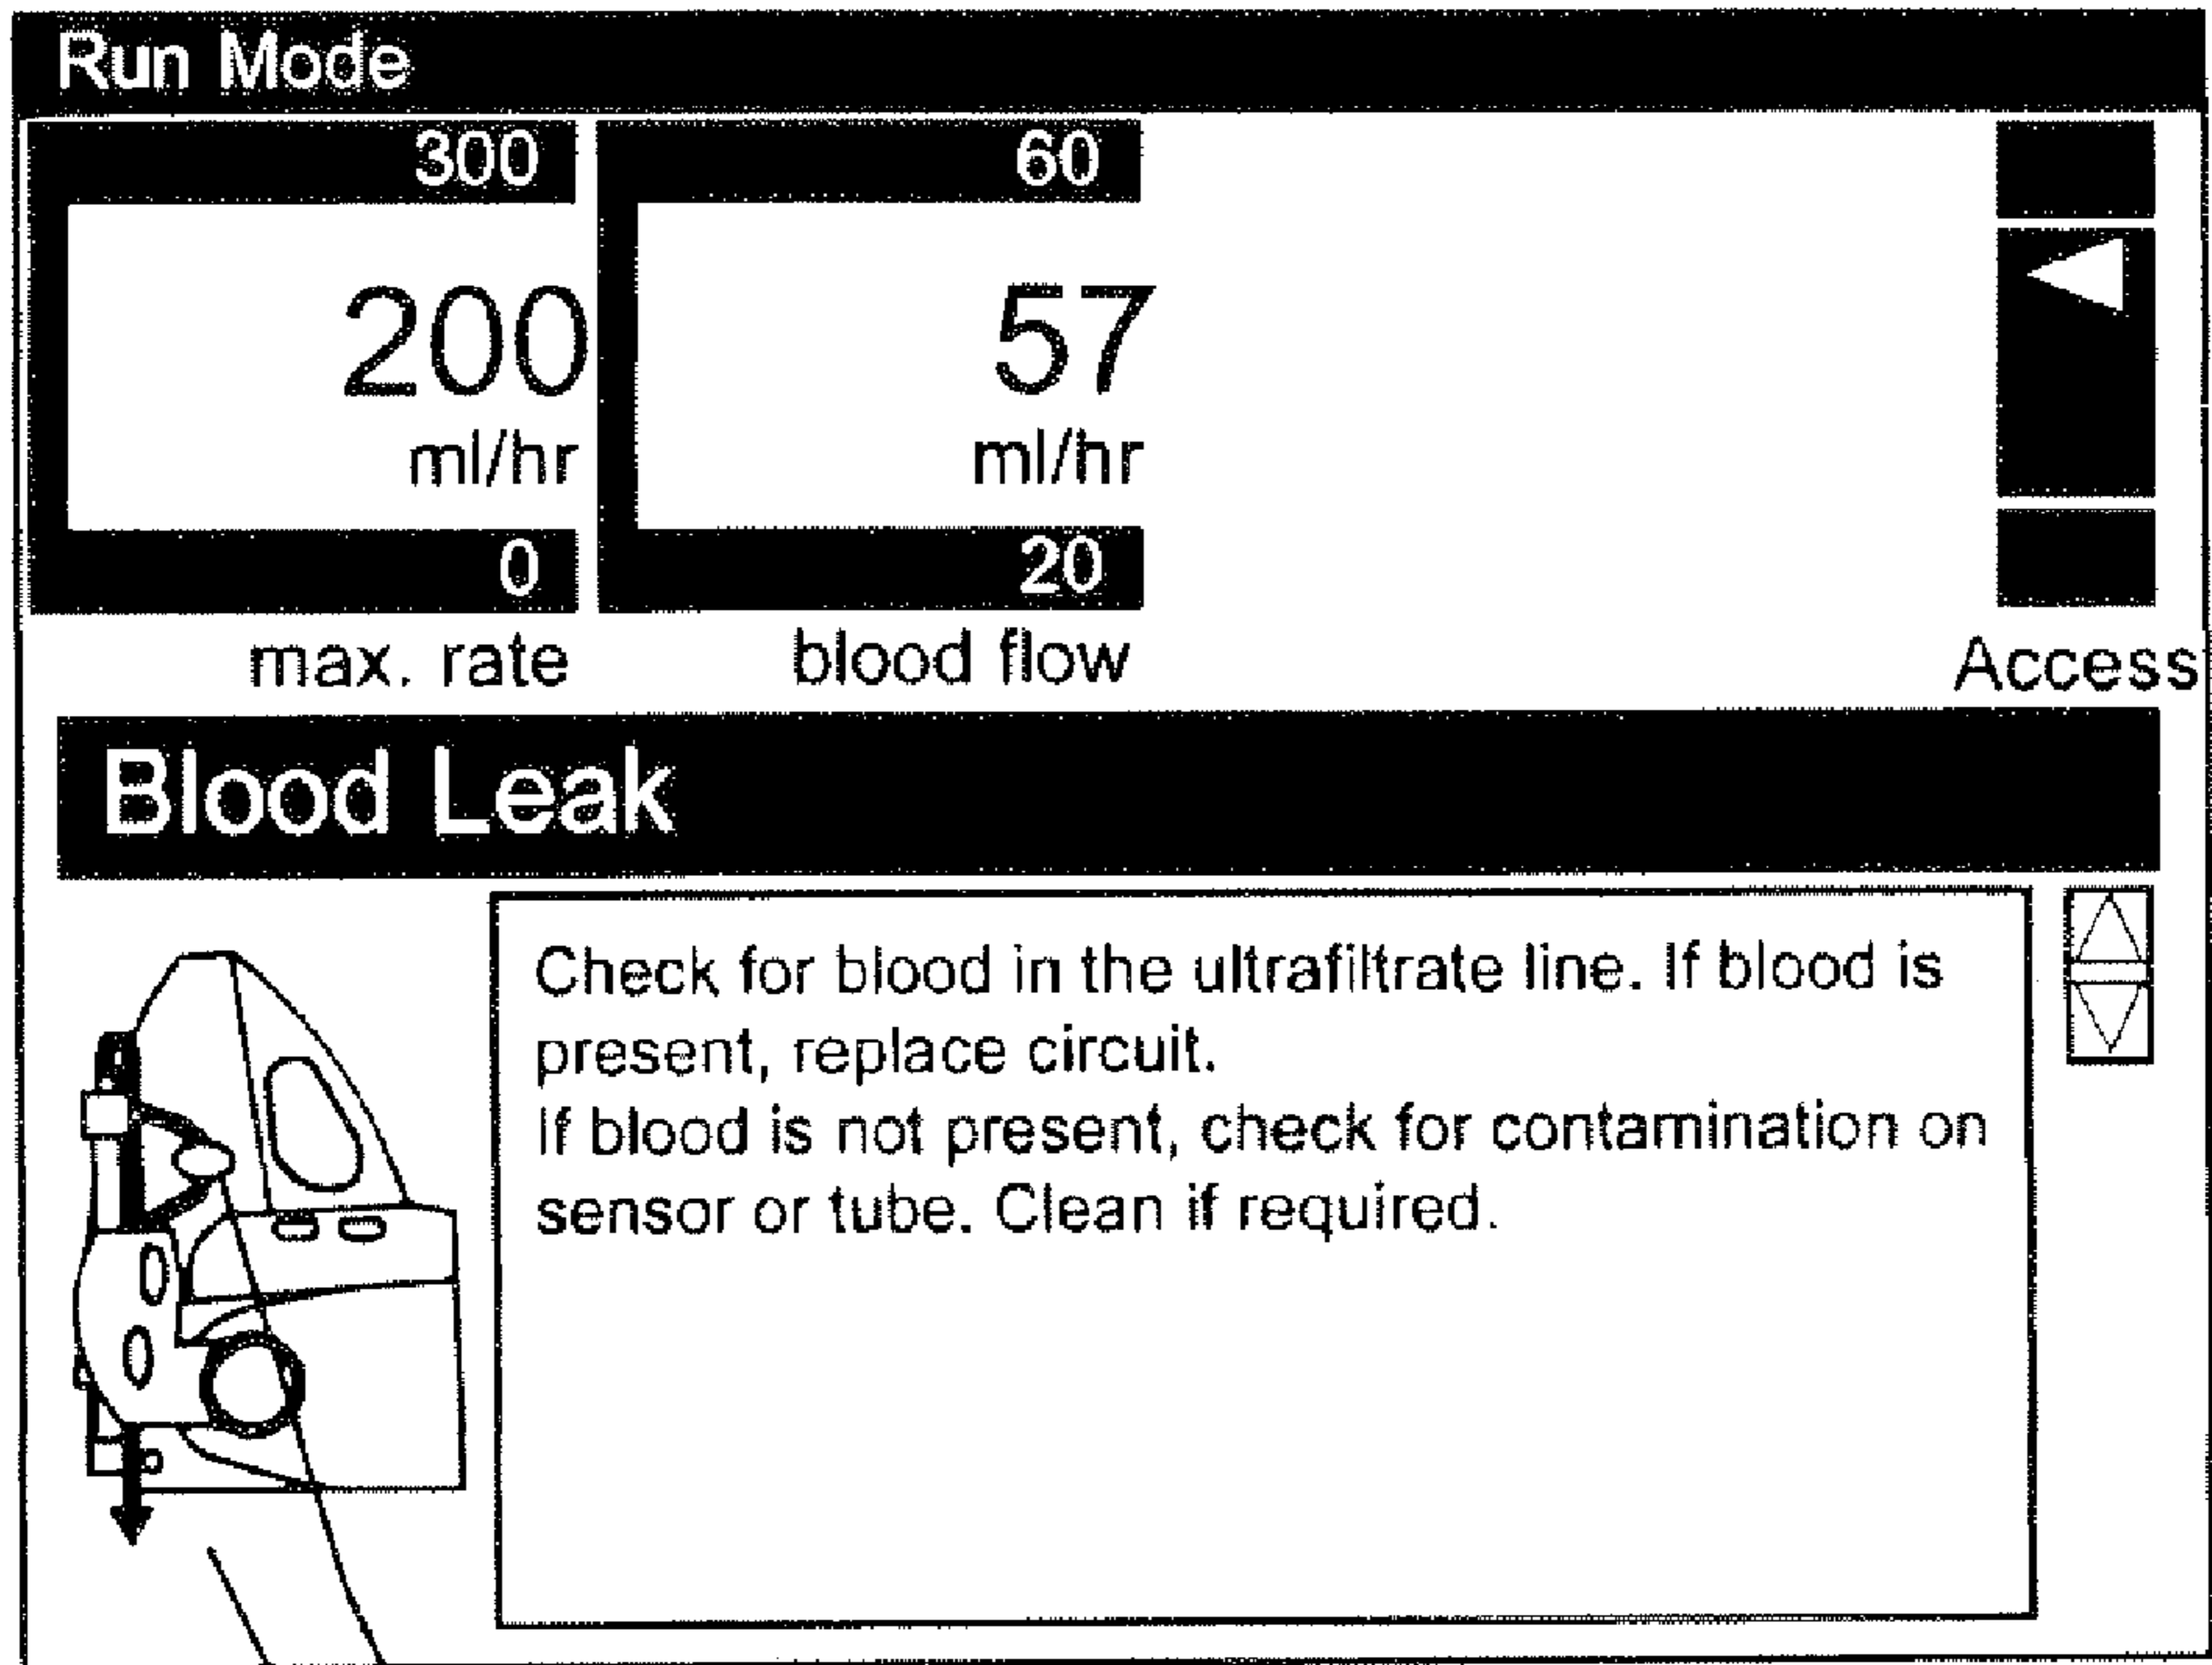 Run Mode
300 60
200 57
ml/hr ml/hr
0 20
max. rate blood flow Access
Blood Leak
Check for blood in the ultrafiltrate line. If blood is
present, replace circuit.
If blood is not present, check for contamination on
sensor or tube. Clean if required.